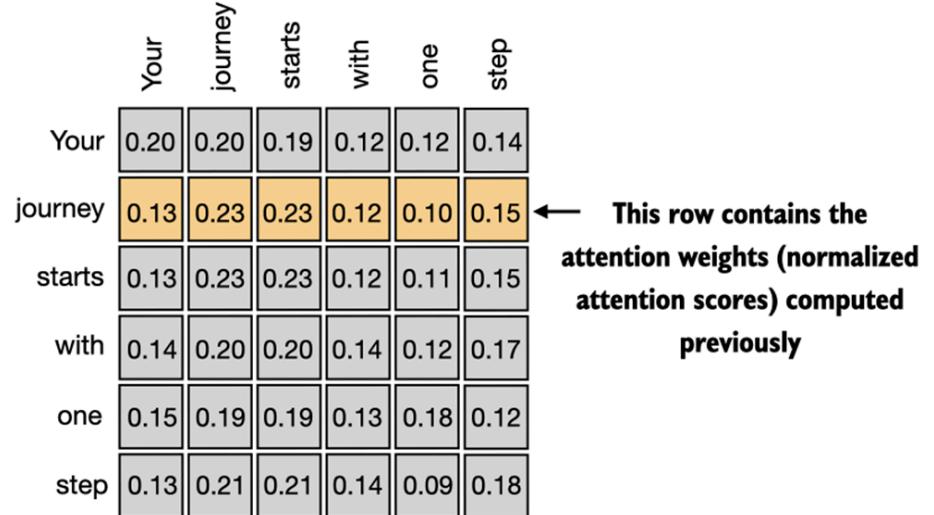 Your journey starts with one step
Your 0.20 0.20 0.19 0.12 0.12 0.14
journey 0.13 0.23 0.23 0.12 0.10 0.15
starts 0.13 0.23 0.23 0.12 0.11 0.15
with 0.14 0.20 0.20 0.14 0.12 0.17
one 0.15 0.19 0.19 0.13 0.18 0.12
step 0.13 0.21 0.21 0.14 0.09 0.18
This row contains the
attention weights (normalized
attention scores) computed
previously